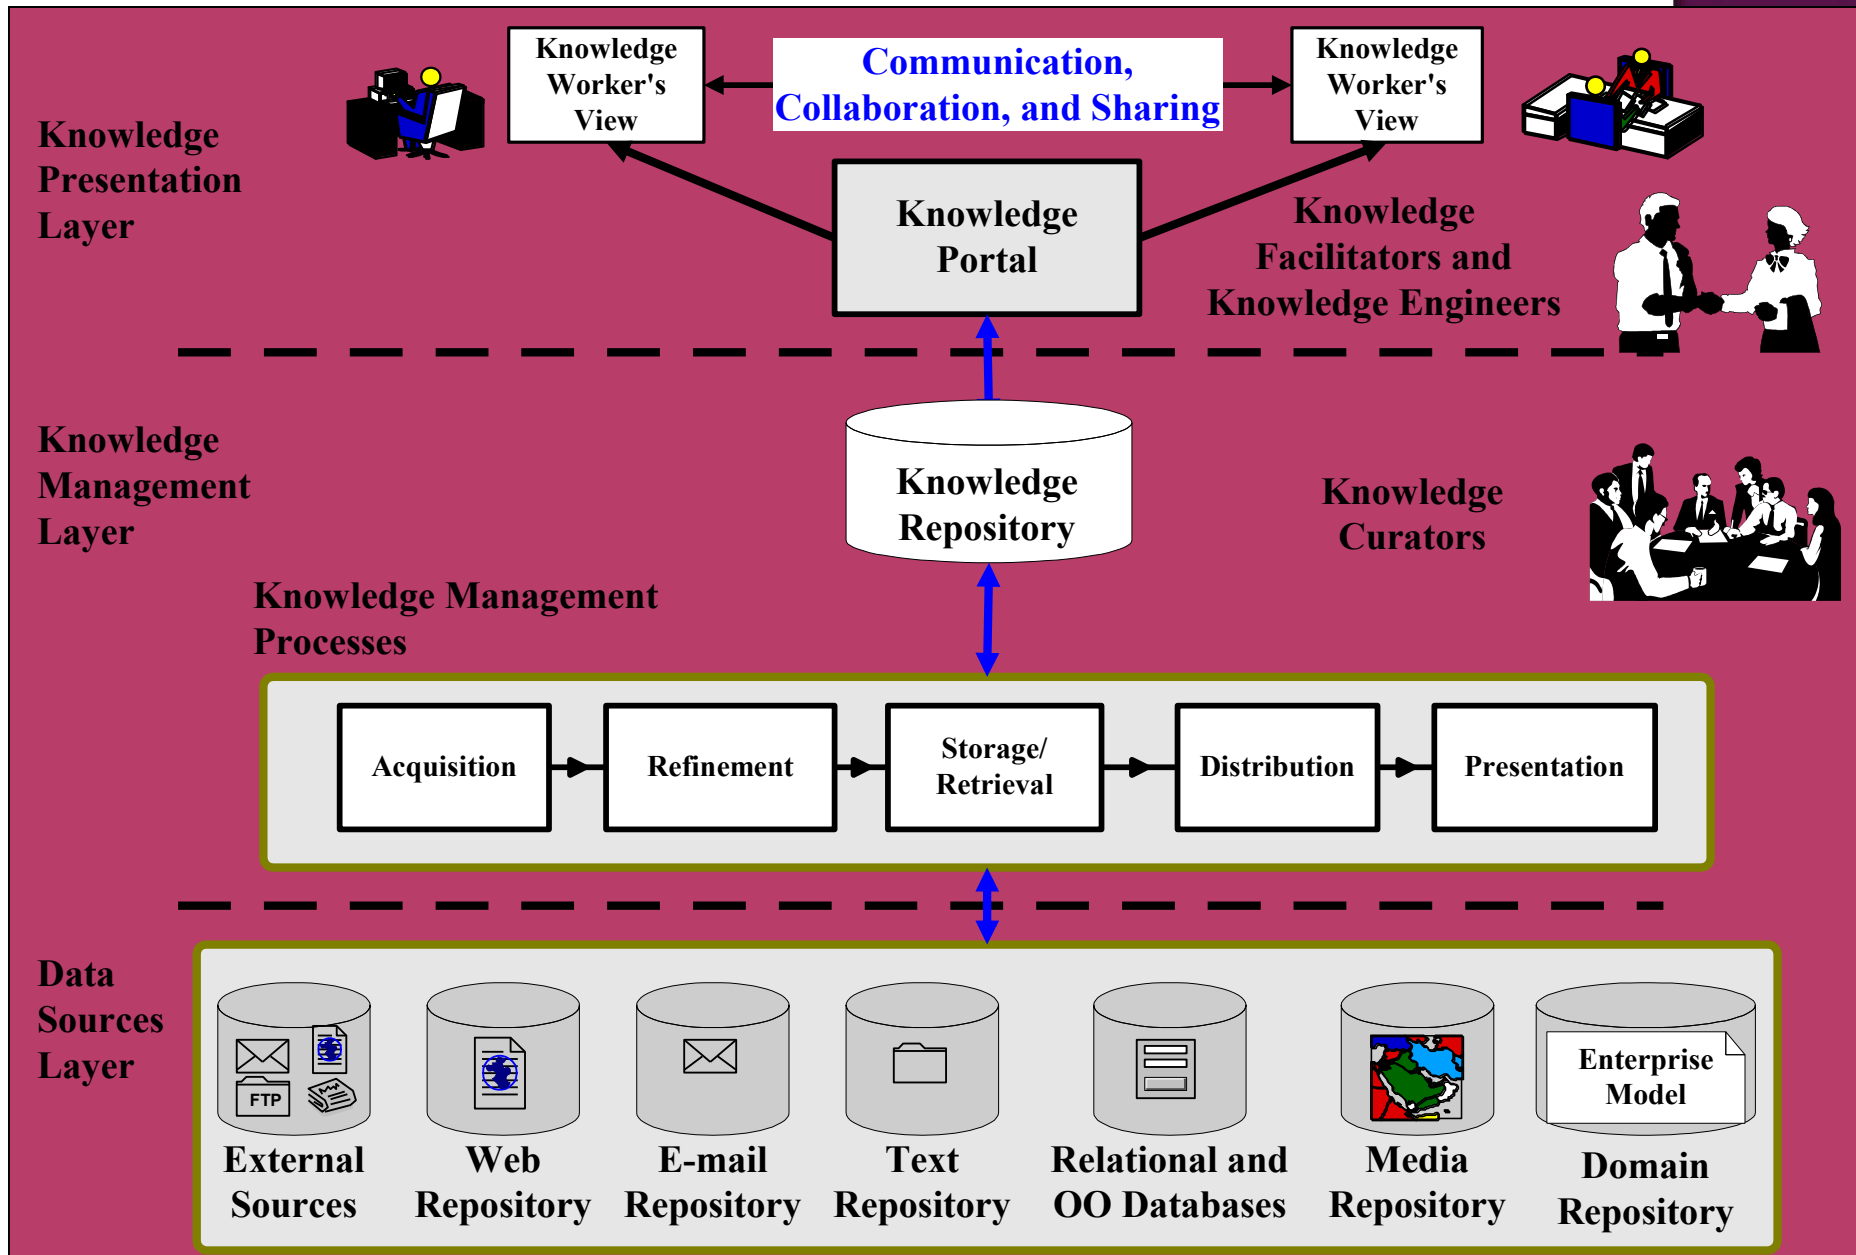 Knowledge
Worker's
View
Communication,
Collaboration, and Sharing
Knowledge
Worker's
View
Knowledge
Presentation
Layer
Knowledge
Portal
Knowledge
Facilitators and
Knowledge Engineers
Knowledge
Management
Layer
Knowledge
Repository
Knowledge
Curators
Knowledge Management
Processes
Acquisition
Refinement
Storage/
Retrieval
Distribution
Presentation
Data
Sources
Layer
FTP
Enterprise
Model
External
Sources
Web
Repository
E-mail
Repository
Text
Repository
Relational and
OO Databases
Media
Repository
Domain
Repository